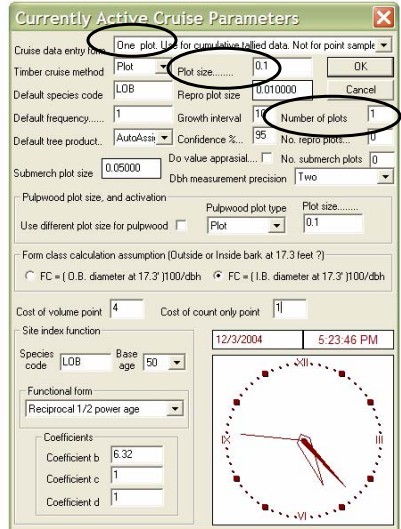 Currently Active Cruise Parameters
Cruise data entry form One plot. Use for cumulative tallied data. Not for point sample
Timber cruise method Plot Plot size........ 0.1 OK
Default species code LOB Repro plot size 0.010000 Cancel
Default frequency...... 1 Growth interval 10 Number of plots 1
Default tree product.. AutoAssi Confidence %... 95 No. repro plots... 0
Submerch plot size 0.05000 Do value apprasial.... No. submerch plots 0
Dbh measurement precision Two
Pulpwood plot size, and activation
Pulpwood plot type Plot size........
Use different plot size for pulpwood Plot 0.1
Form class calculation assumption (Outside or Inside bark at 17.3 feet ?)
FC = ( O.B. diameter at 17.3' )100/dbh FC = ( I.B. diameter at 17.3' )100/dbh
Cost of volume point 4 Cost of count only point 1
Site index function
12/3/2004 5:23:46 PM
Species code LOB Base age 50
Functional form
Reciprocal 1/2 power age
Coefficients
Coefficient b 6.32
Coefficient c 1
Coefficient d 1
XII
IX III
VI